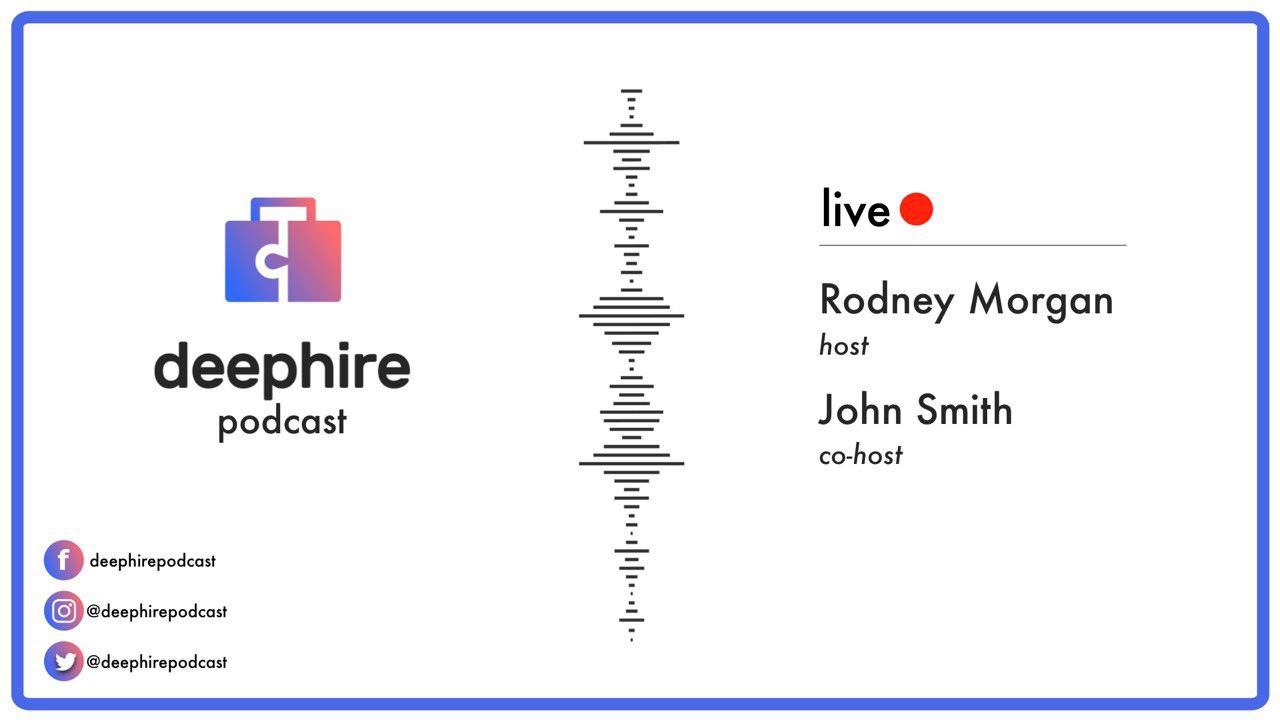 deephire
podcast
deephirepodcast
@deephirepodcast
@deephirepodcast
live
Rodney Morgan
host
John Smith
co-host